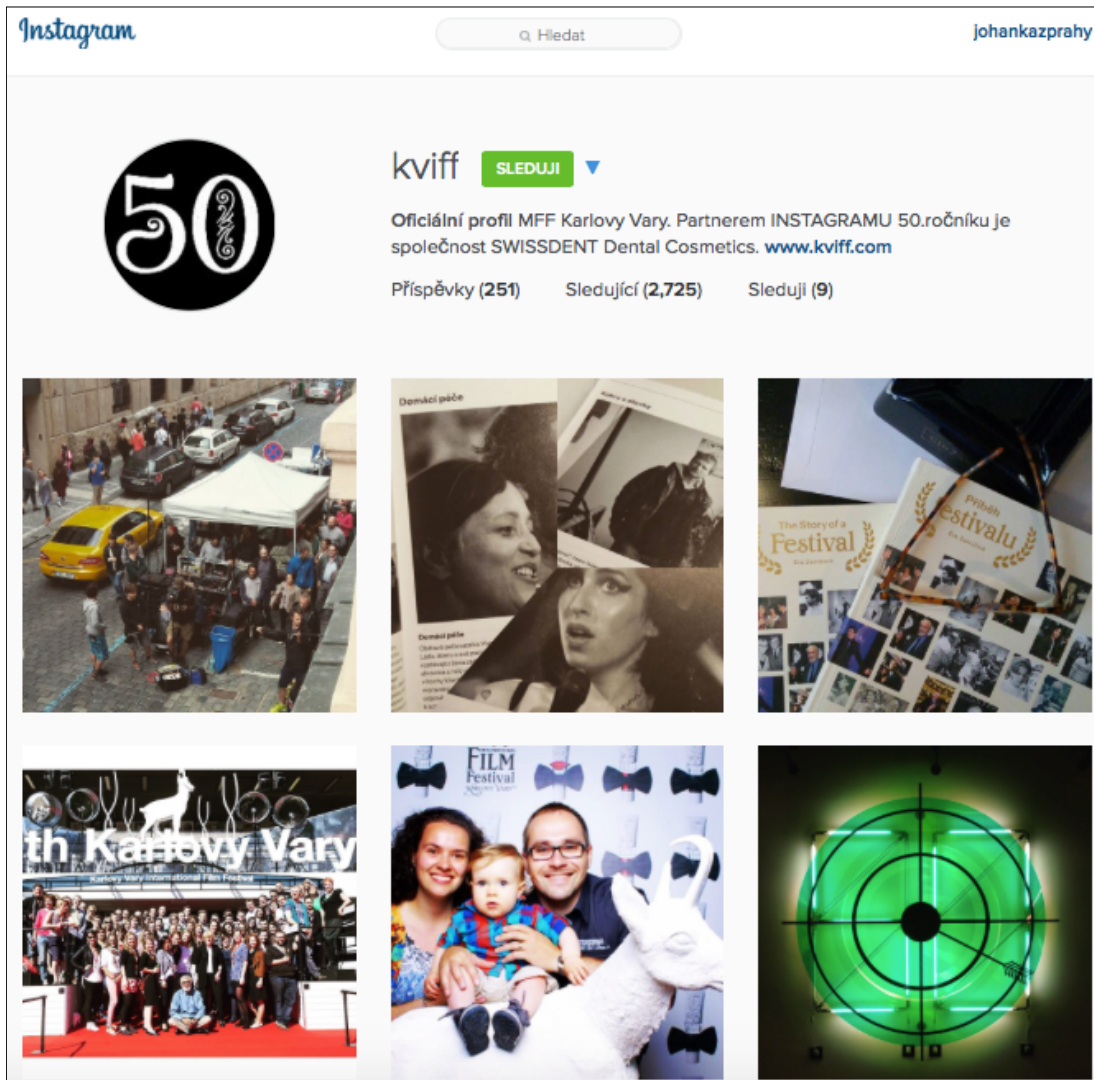 Instagram
Hledat
johankazprahy
50
kviff SLEDUJI
Oficiální profil MFF Karlovy Vary. Partnerem INSTAGRAMU 50.ročníku je
společnost SWISSDENT Dental Cosmetics. www.kviff.com
Příspěvky (251) Sledující (2,725) Sleduji (9)
Domácí péče
Domácí péče
The Story of a
Festival
Příběh
Festivalu
th Karlovy Vary
Karlovy Vary International Film Festival
FILM
Festival